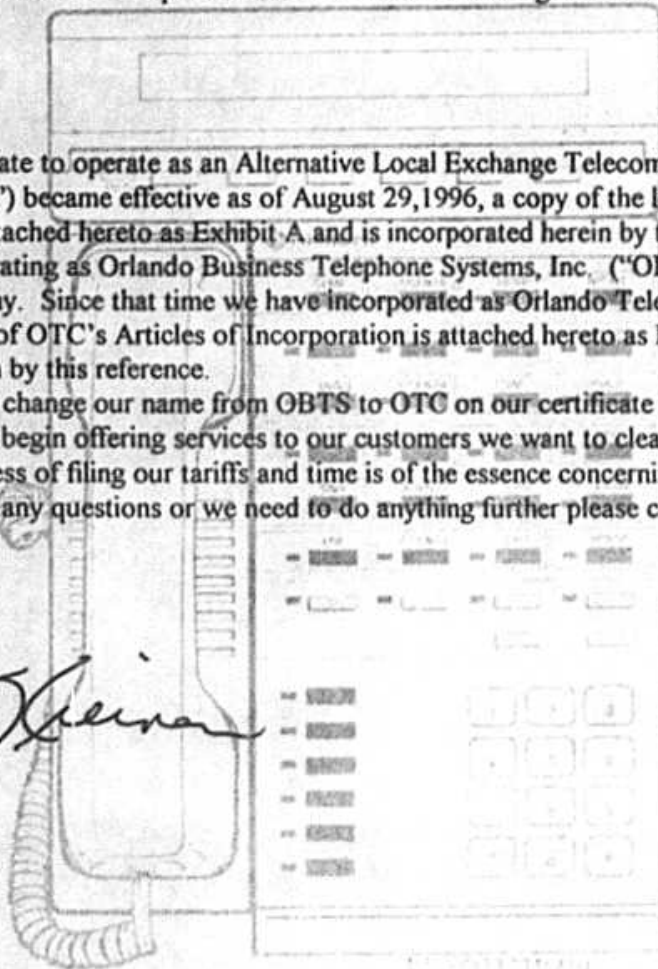 ate to operate as an Alternative Local Exchange Telecom
”) became effective as of August 29,1996, a copy of the l
tached hereto as Exhibit A and is incorporated herein by t
ating as Orlando Business Telephone Systems, Inc. (“OB
ny. Since that time we have incorporated as Orlando Tele
of OTC’s Articles of Incorporation is attached hereto as
by this reference.
change our name from OBTS to OTC on our certificate
begin offering services to our customers we want to clea
ess of filing our tariffs and time is of the essence concerni
any questions or we need to do anything further please c